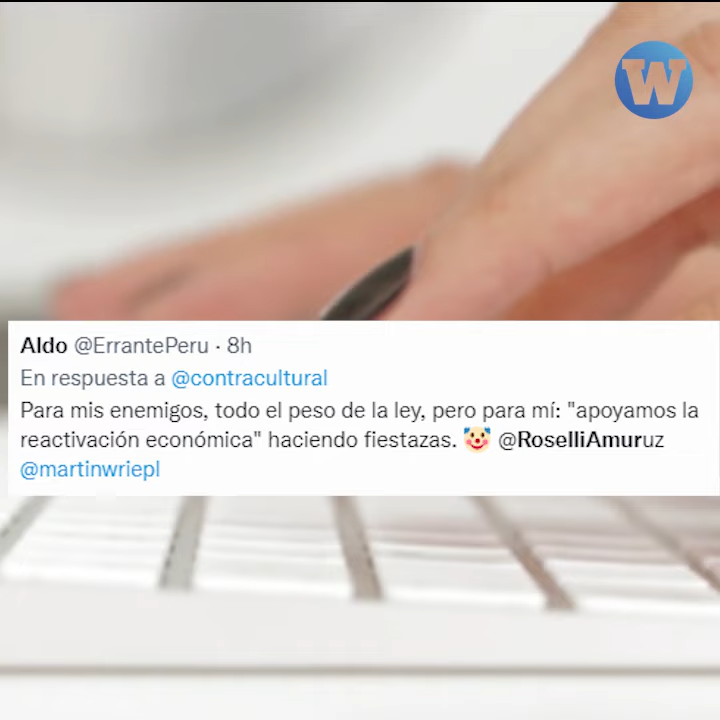 W
Aldo @ErrantePeru · 8h
En respuesta a @contracultural
Para mis enemigos, todo el peso de la ley, pero para mí: "apoyamos la
reactivación económica" haciendo fiestazas. 🤡 @RoselliAmuruz
@martinwriepl